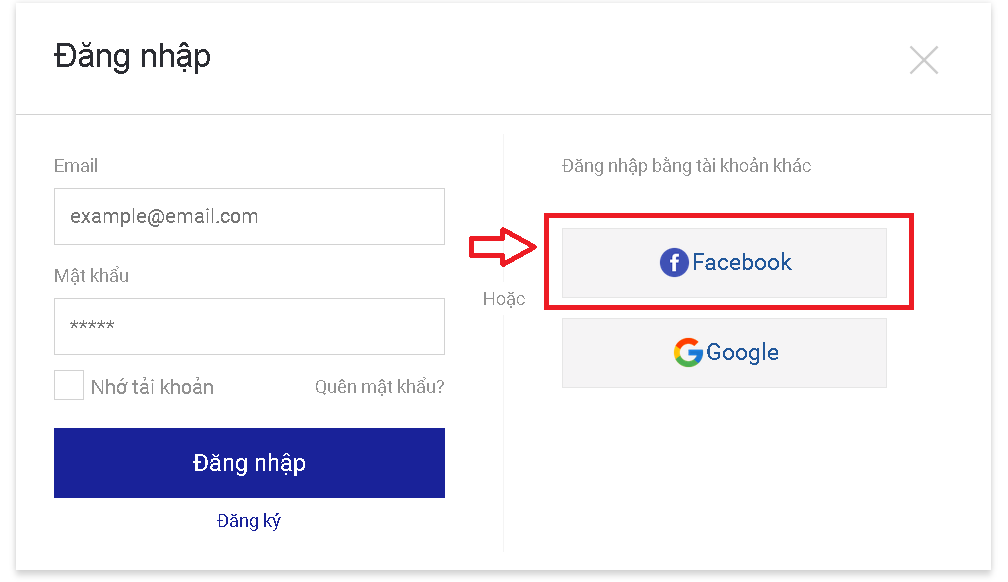 Đăng nhập
Email
example@email.com
Mật khẩu
*****
Nhớ tải khoản
Quên mật khẩu?
Đăng nhập
Đăng ký
Hoặc
Đăng nhập bằng tài khoản khác
Facebook
Google